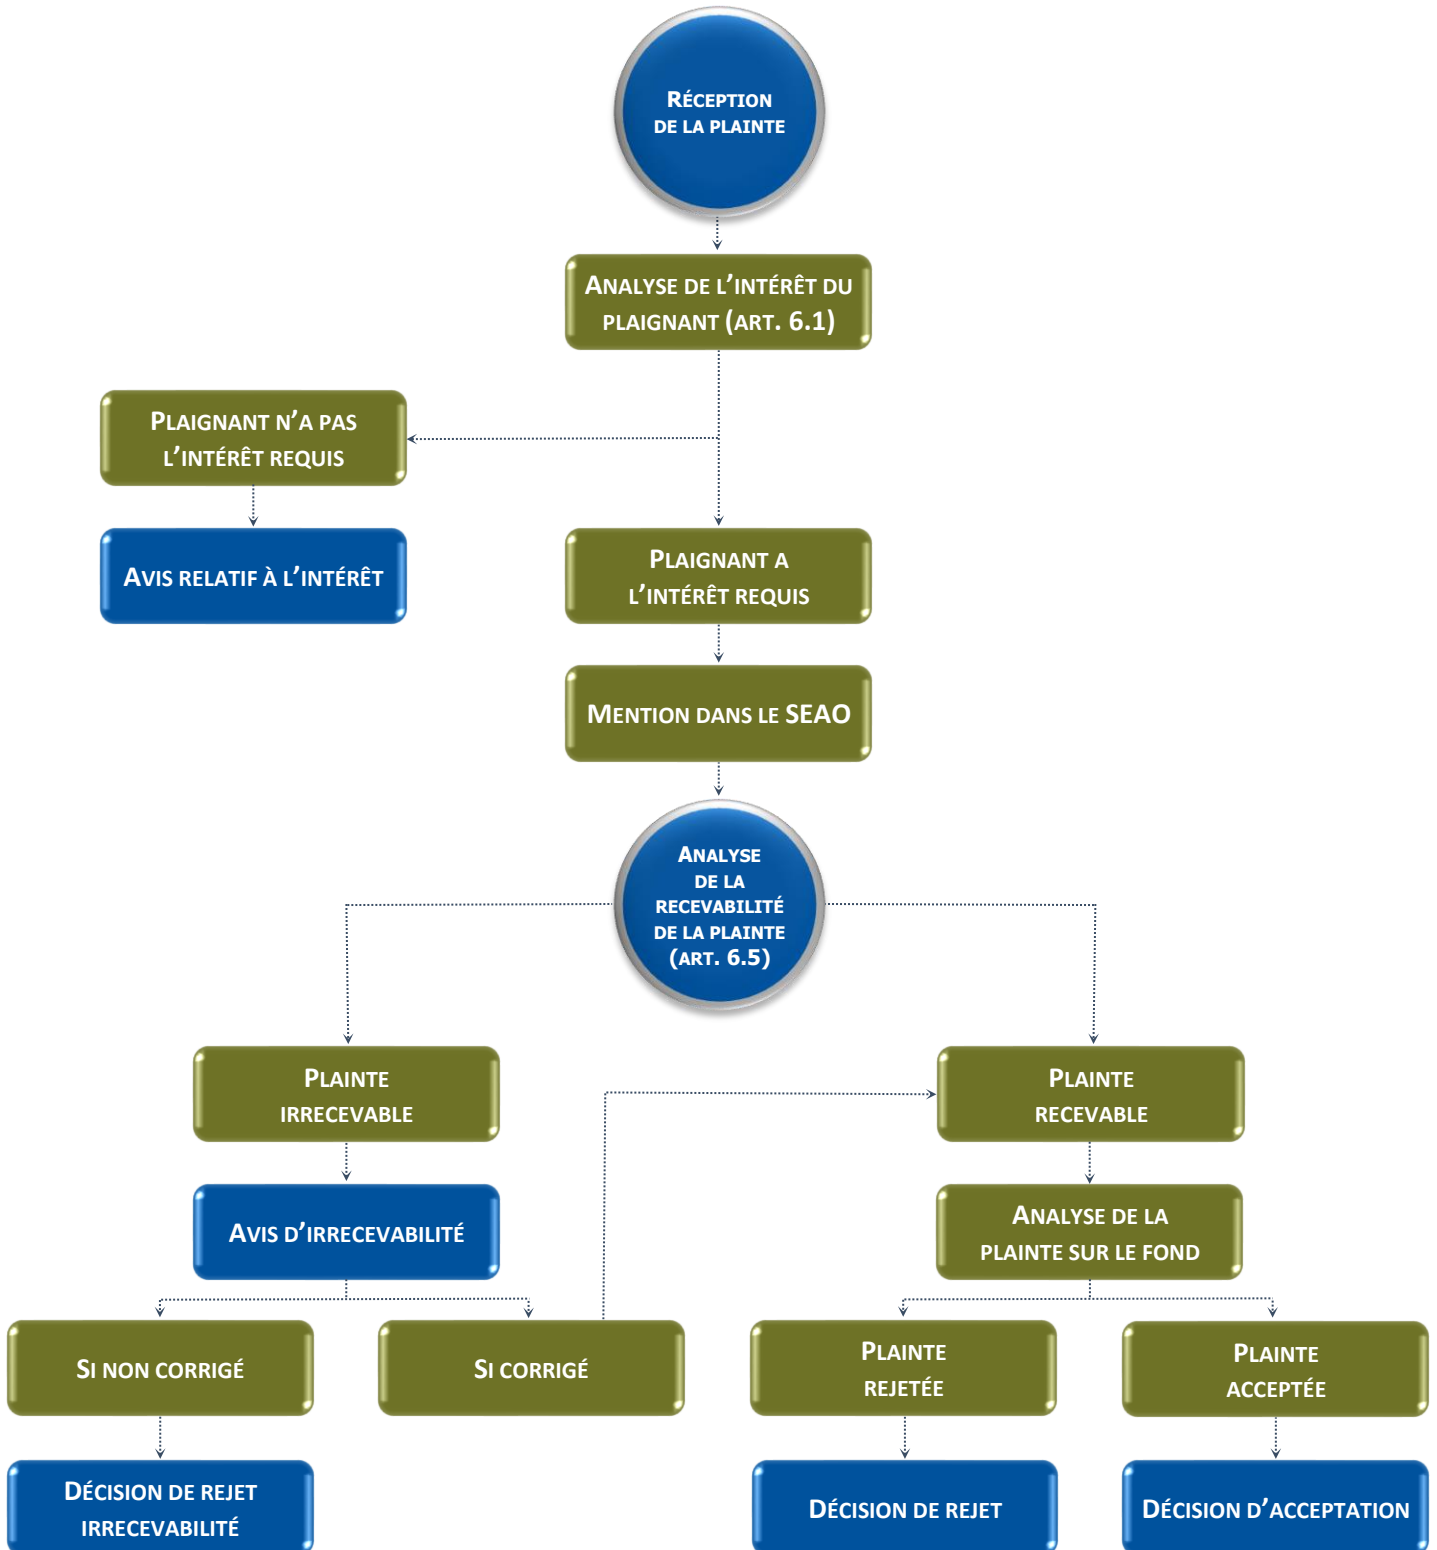 RÉCEPTION
DE LA PLAINTE
ANALYSE DE L’INTÉRÊT DU
PLAIGNANT (ART. 6.1)
PLAIGNANT N’A PAS
L’INTÉRÊT REQUIS
AVIS RELATIF À L’INTÉRÊT
PLAIGNANT A
L’INTÉRÊT REQUIS
MENTION DANS LE SEAO
ANALYSE
DE LA
RECEVABILITÉ
DE LA PLAINTE
(ART. 6.5)
PLAINTE
IRRECEVABLE
PLAINTE
RECEVABLE
AVIS D’IRRECEVABILITÉ
ANALYSE DE LA
PLAINTE SUR LE FOND
SI NON CORRIGÉ
SI CORRIGÉ
PLAINTE
REJETÉE
PLAINTE
ACCEPTÉE
DÉCISION DE REJET
IRRECEVABILITÉ
DÉCISION DE REJET
DÉCISION D’ACCEPTATION